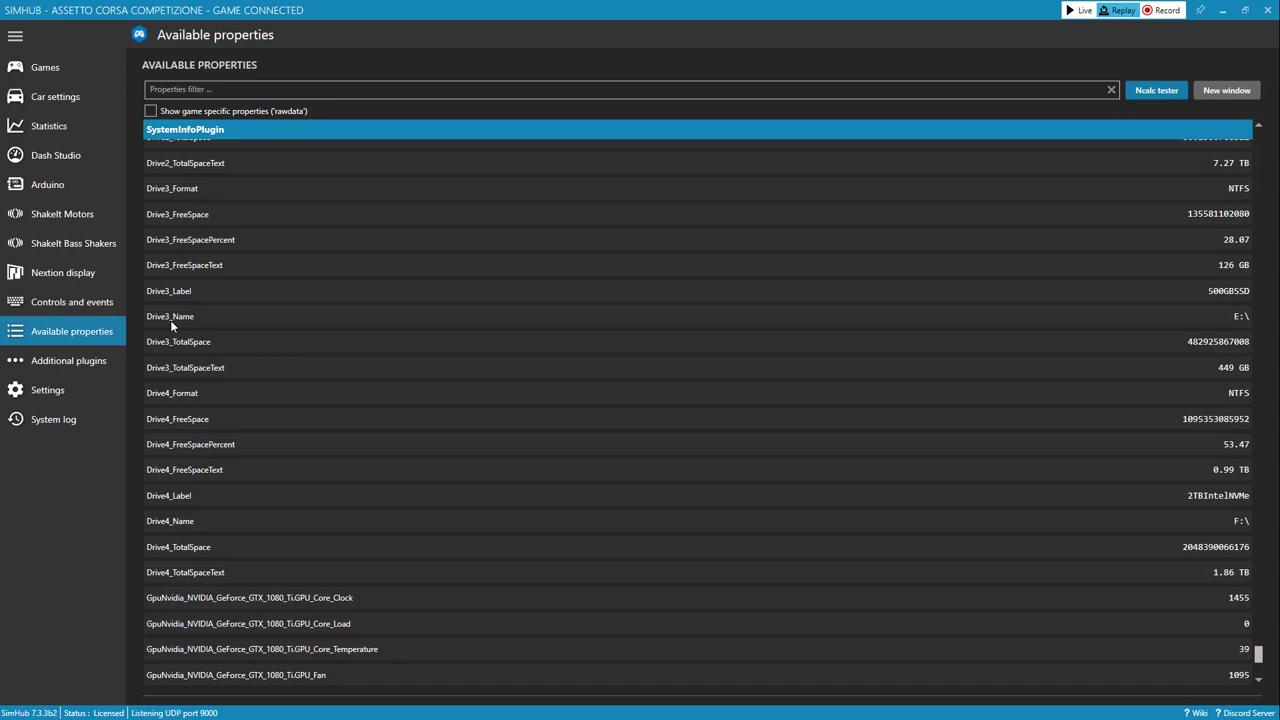 SIMHUB - ASSETTO CORSA COMPETIZIONE - GAME CONNECTED
Live
Replay
Record
Available properties
Games
Car settings
Statistics
Dash Studio
Arduino
ShakeIt Motors
ShakeIt Bass Shakers
Nextion display
Controls and events
Available properties
Additional plugins
Settings
System log
AVAILABLE PROPERTIES
Properties filter ...
Ncalc tester
New window
Show game specific properties ('rawdata')
SystemInfoPlugin
Drive2_TotalSpaceText 7.27 TB
Drive3_Format NTFS
Drive3_FreeSpace 135581102080
Drive3_FreeSpacePercent 28.07
Drive3_FreeSpaceText 126 GB
Drive3_Label 500GBSSD
Drive3_Name E:\
Drive3_TotalSpace 482925867008
Drive3_TotalSpaceText 449 GB
Drive4_Format NTFS
Drive4_FreeSpace 1095353085952
Drive4_FreeSpacePercent 53.47
Drive4_FreeSpaceText 0.99 TB
Drive4_Label 2TBIntelNVMe
Drive4_Name F:\
Drive4_TotalSpace 2048390066176
Drive4_TotalSpaceText 1.86 TB
GpuNvidia_NVIDIA_GeForce_GTX_1080_Ti.GPU_Core_Clock 1455
GpuNvidia_NVIDIA_GeForce_GTX_1080_Ti.GPU_Core_Load 0
GpuNvidia_NVIDIA_GeForce_GTX_1080_Ti.GPU_Core_Temperature 39
GpuNvidia_NVIDIA_GeForce_GTX_1080_Ti.GPU_Fan 1095
SimHub 7.3.3b2 Status : Licensed Listening UDP port 9000
Wiki
Discord Server